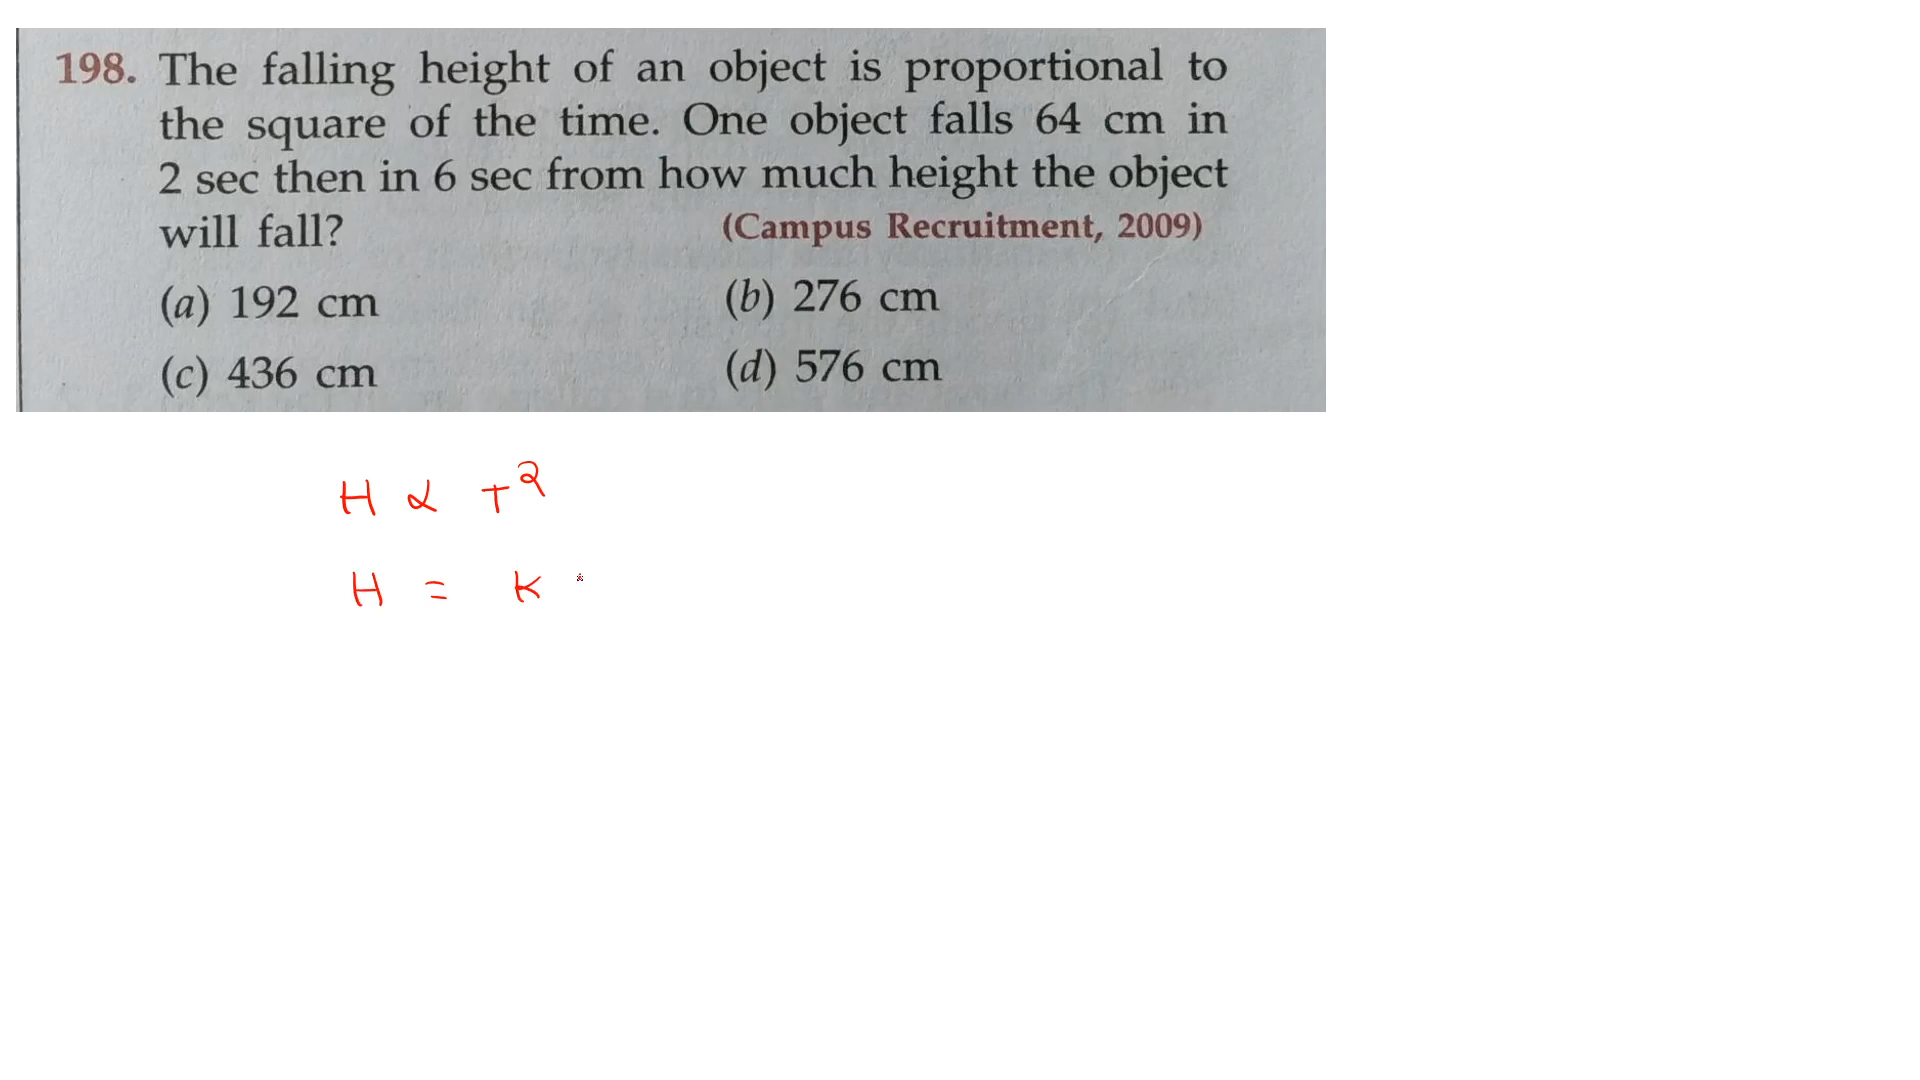 198. The falling height of an object is proportional to
the square of the time. One object falls 64 cm in
2 sec then in 6 sec from how much height the object
will fall? (Campus Recruitment, 2009)
(a) 192 cm (b) 276 cm
(c) 436 cm (d) 576 cm
H ∝ T²
H = K